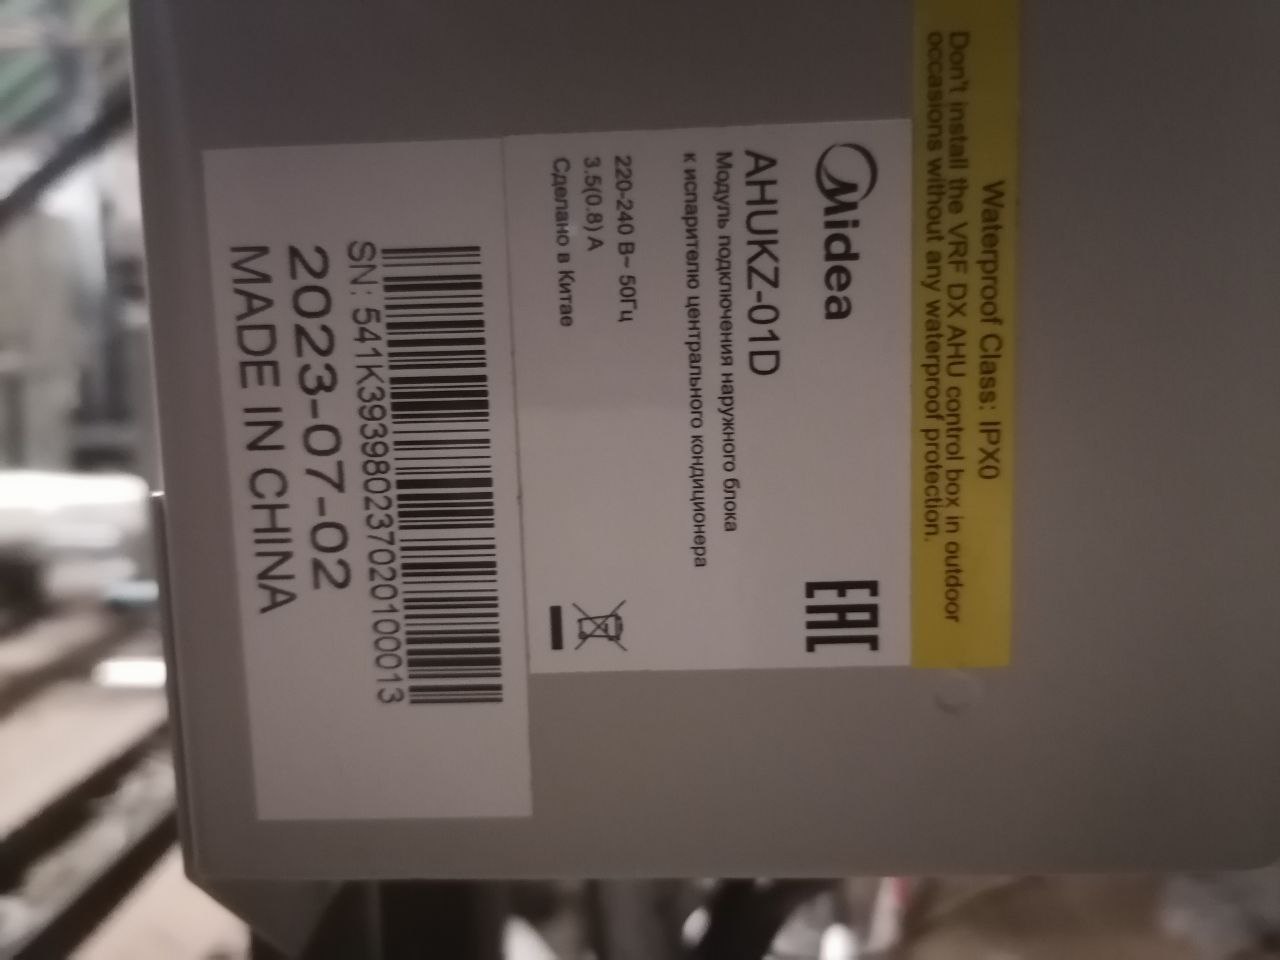 Waterproof Class: IPX0
Don't install the VRF DX AHU control box in outdoor
occasions without any waterproof protection.
Midea
EAC
AHUKZ-01D
Модуль подключения наружного блока
к испарителю центрального кондиционера
220-240 В~ 50Гц
3.5(0.8) А
Сделано в Китае
SN: 541K393980237020100013
2023-07-02
MADE IN CHINA